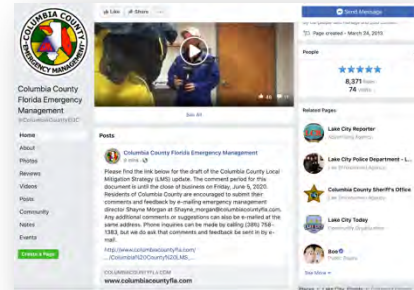 COLUMBIA COUNTY
EMERGENCY MANAGEMENT
Columbia County
Florida Emergency
Management
@ColumbiaCountyEOC
Home
About
Photos
Reviews
Videos
Posts
Community
Notes
Events
Create a Page
Like
Share
See All
Posts
Columbia County Florida Emergency Management
Please find the link below for the draft of the Columbia County Local
Mitigation Strategy (LMS) update. The comment period for this
document is until the close of business on Friday, June 5, 2020.
Residents of Columbia County are encouraged to submit their
comments and feedback by e-mailing emergency management
director Shayne Morgan at Shayne_morgan@columbiacountyfla.com.
Any additional comments or suggestions can also be e-mailed at the
same address. Phone inquiries can be made by calling (386) 758-
1383, but we do ask that comments and feedback be sent in by e-
mail.
http://www.columbiacountyfla.com
/.../Columbia%20County%20LMS...
COLUMBIACOUNTYFLA.COM
www.columbiacountyfla.com
Send Message
Page created - March 24, 2010
People
8,371 likes
74 visits
Related Pages
Lake City Reporter
Lake City Police Department - L...
Columbia County Sheriff's Office
Lake City Today
Boe
See More